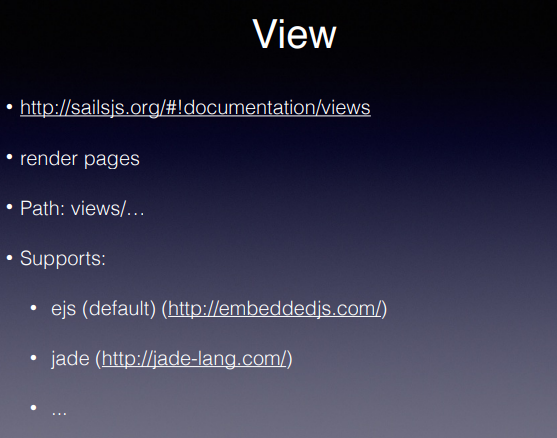 View
• http://sailsjs.org/#!documentation/views
• render pages
• Path: views/…
• Supports:
• ejs (default) (http://embeddedjs.com/)
• jade (http://jade-lang.com/)
• ...